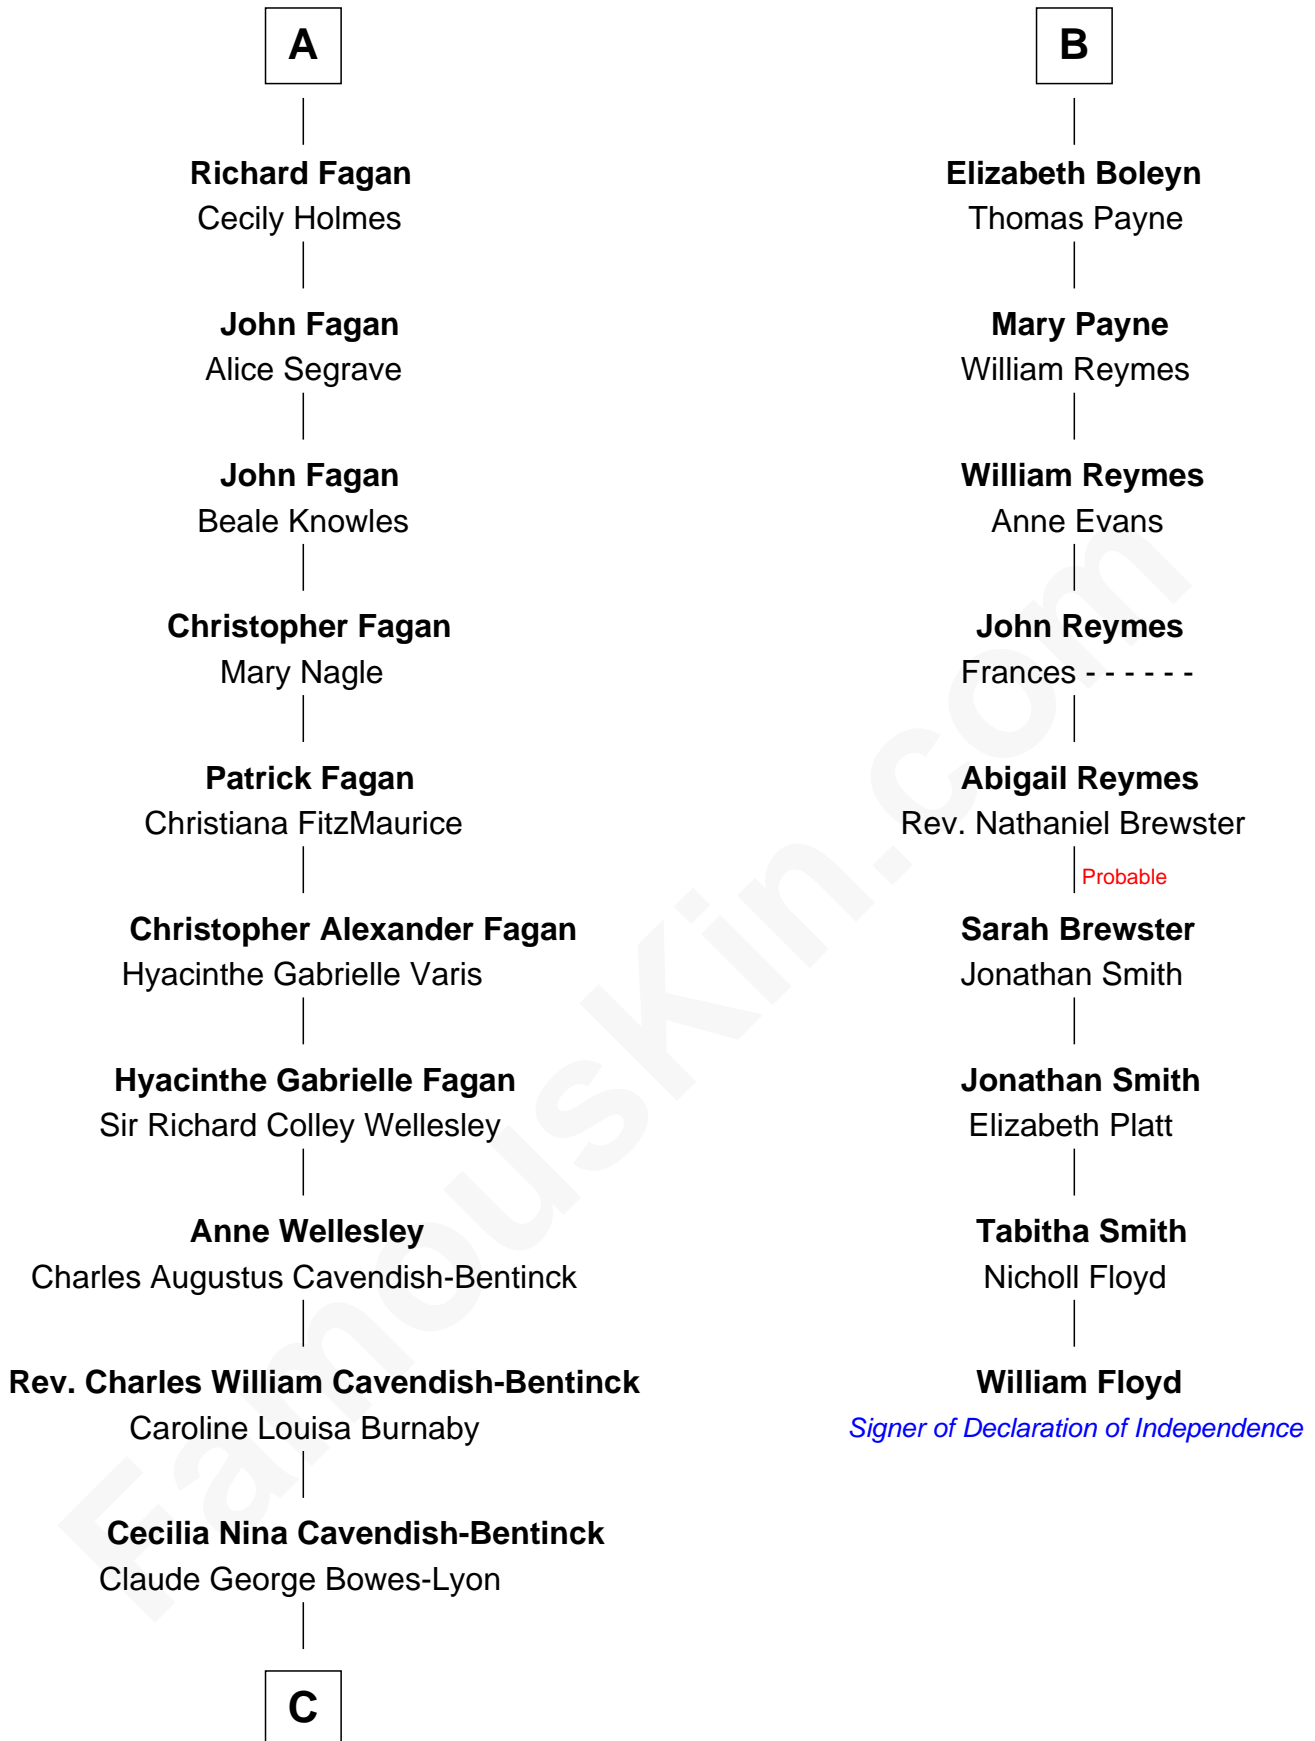 A
Richard Fagan
Cecily Holmes
John Fagan
Alice Segrave
John Fagan
Beale Knowles
Christopher Fagan
Mary Nagle
Patrick Fagan
Christiana FitzMaurice
Christopher Alexander Fagan
Hyacinthe Gabrielle Varis
Hyacinthe Gabrielle Fagan
Sir Richard Colley Wellesley
Anne Wellesley
Charles Augustus Cavendish-Bentinck
Rev. Charles William Cavendish-Bentinck
Caroline Louisa Burnaby
Cecilia Nina Cavendish-Bentinck
Claude George Bowes-Lyon
C
B
Elizabeth Boleyn
Thomas Payne
Mary Payne
William Reymes
William Reymes
Anne Evans
John Reymes
Frances - - - - - -
Abigail Reymes
Rev. Nathaniel Brewster
Probable
Sarah Brewster
Jonathan Smith
Jonathan Smith
Elizabeth Platt
Tabitha Smith
Nicholl Floyd
William Floyd
Signer of Declaration of Independence
FamousKin.com